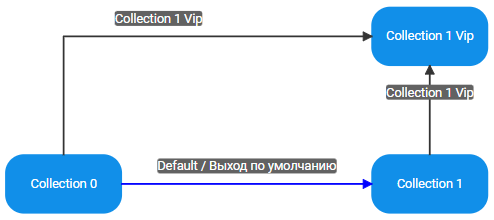 Collection 1 Vip
Collection 1 Vip
Collection 1 Vip
Default / Выход по умолчанию
Collection 0
Collection 1